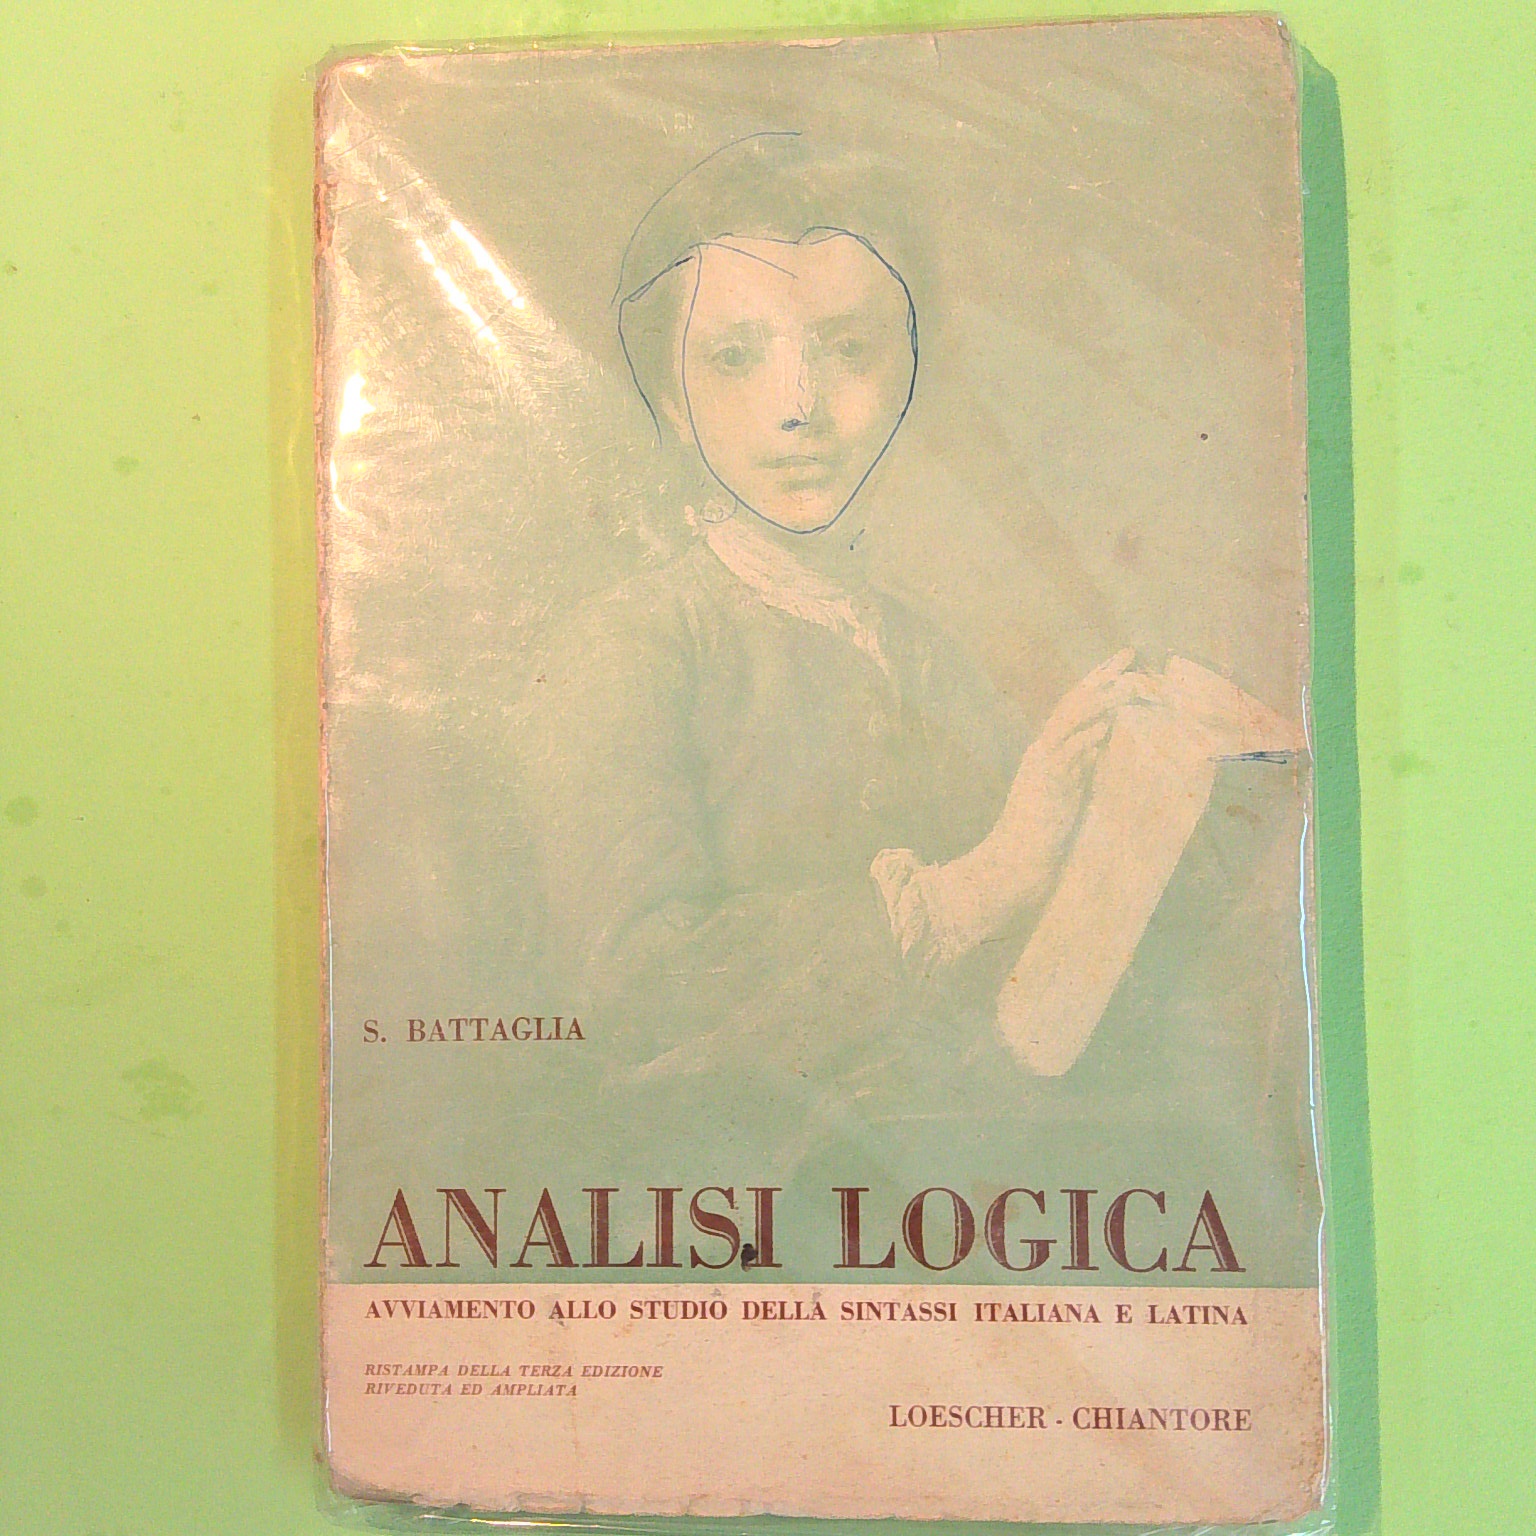 S. BATTAGLIA
ANALISI LOGICA
AVVIAMENTO ALLO STUDIO DELLA SINTASSI ITALIANA E LATINA
RISTAMPA DELLA TERZA EDIZIONE
RIVEDUTA ED AMPLIATA
LOESCHER - CHIANTORE